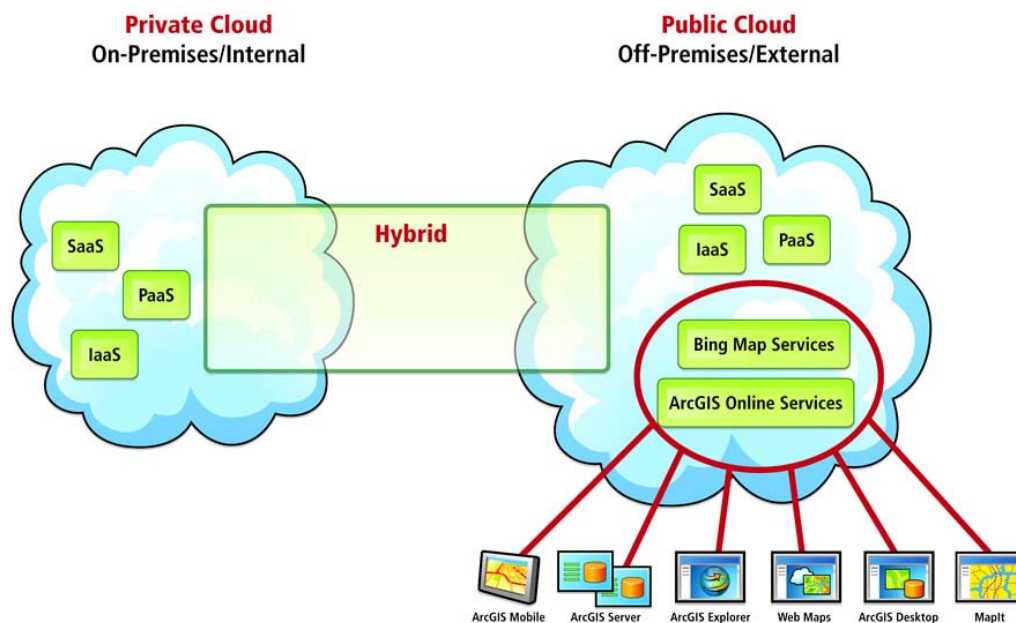 Private Cloud
On-Premises/Internal
Public Cloud
Off-Premises/External
SaaS
PaaS
IaaS
Hybrid
SaaS
IaaS
PaaS
Bing Map Services
ArcGIS Online Services
ArcGIS Mobile
ArcGIS Server
ArcGIS Explorer
Web Maps
ArcGIS Desktop
MapIt